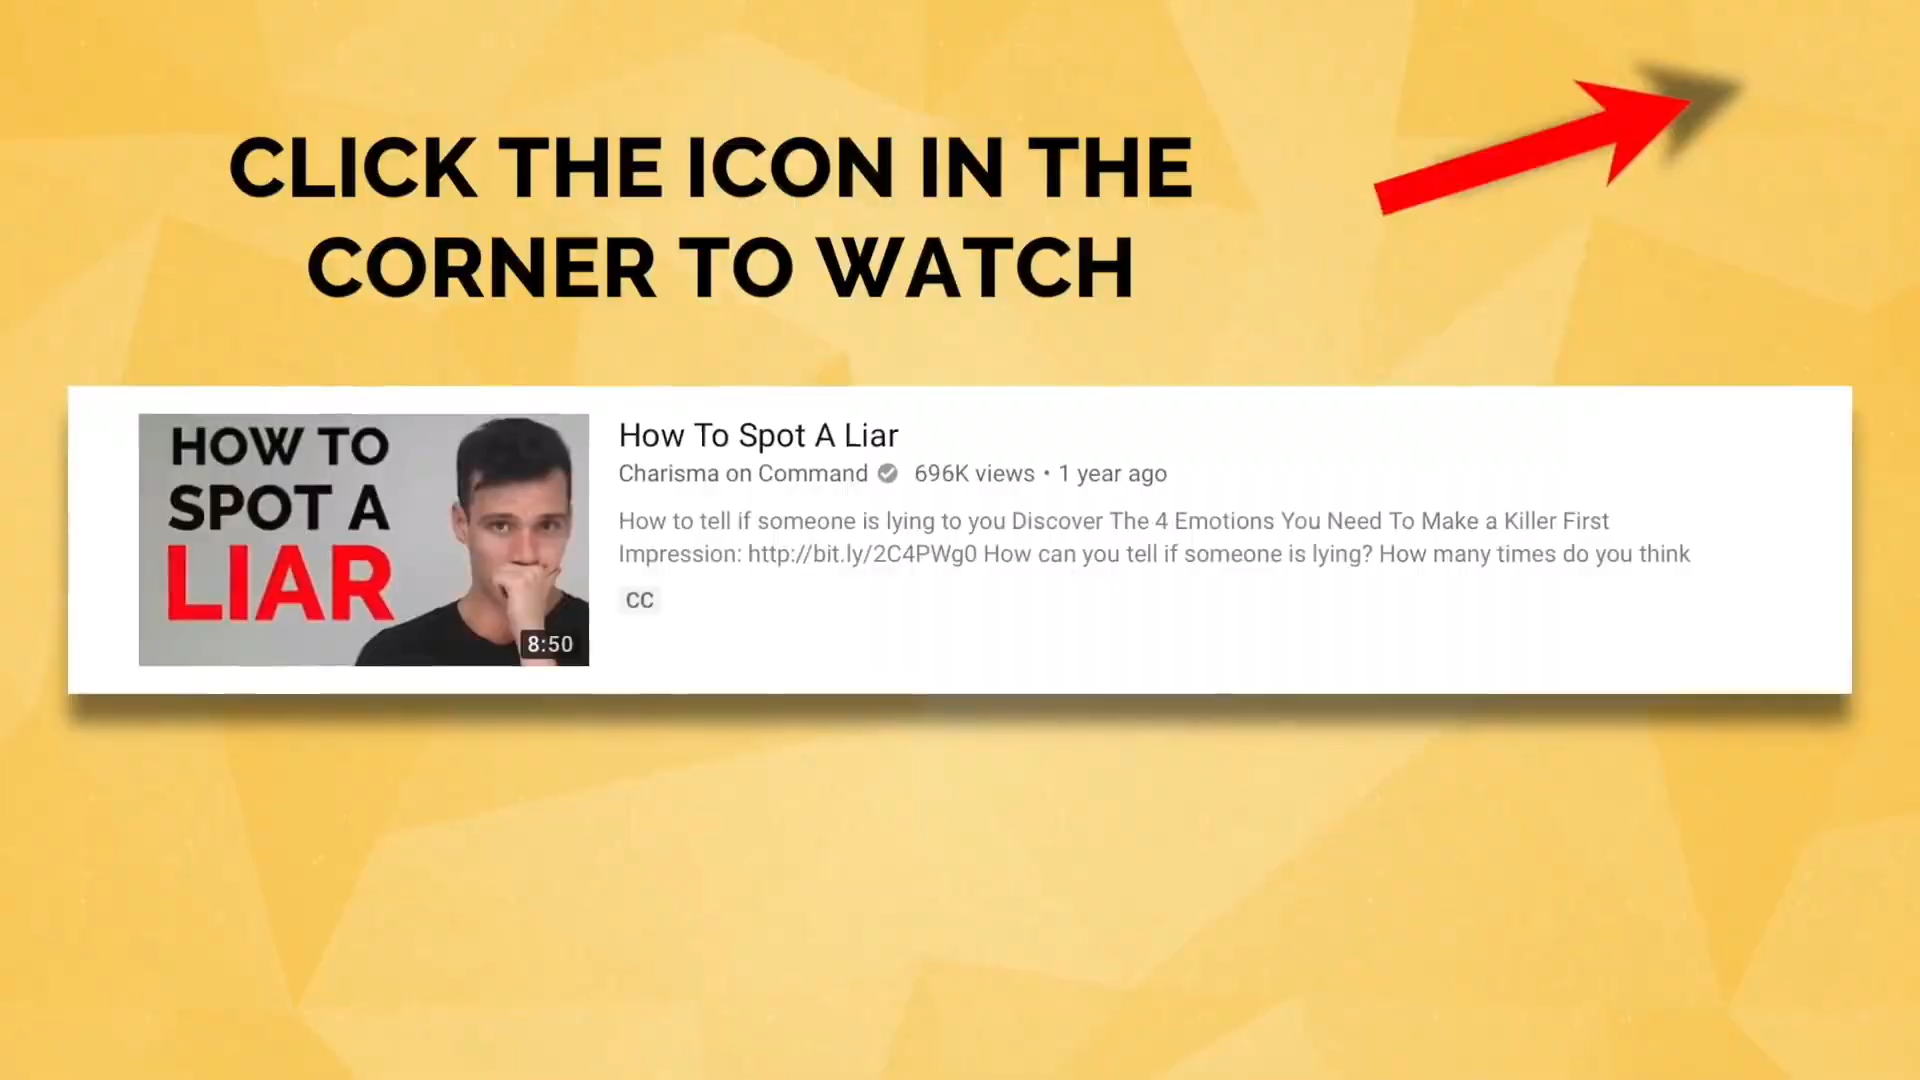 CLICK THE ICON IN THE
CORNER TO WATCH
HOW TO
SPOT A
LIAR
8:50
How To Spot A Liar
Charisma on Command 696K views • 1 year ago
How to tell if someone is lying to you Discover The 4 Emotions You Need To Make a Killer First
Impression: http://bit.ly/2C4PWg0 How can you tell if someone is lying? How many times do you think
CC